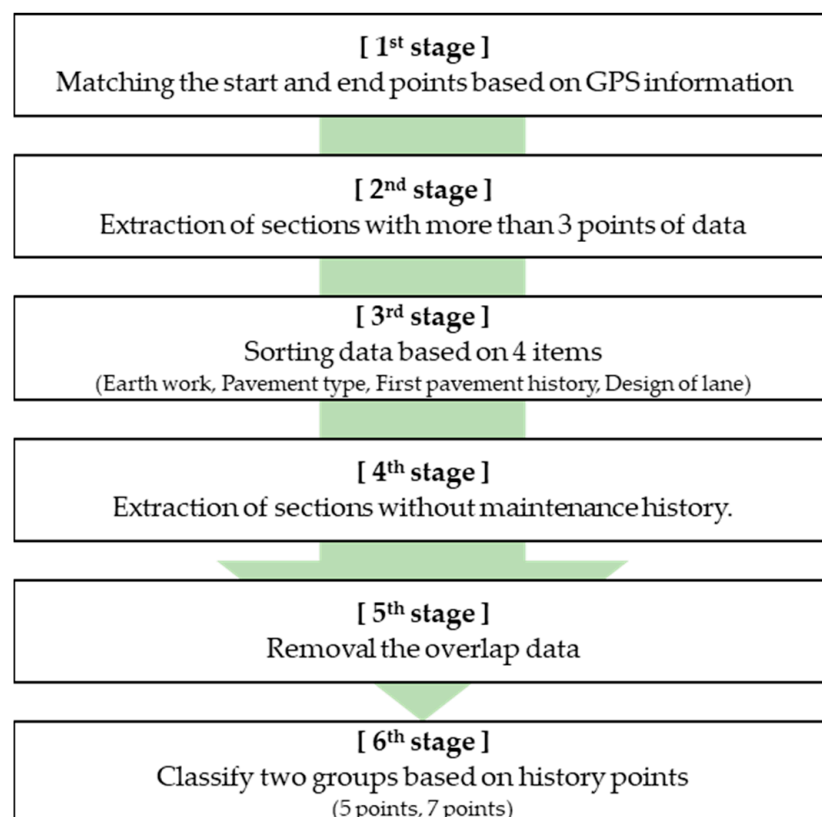 [ 1st stage ]
Matching the start and end points based on GPS information
[ 2nd stage ]
Extraction of sections with more than 3 points of data
[ 3rd stage ]
Sorting data based on 4 items
(Earth work, Pavement type, First pavement history, Design of lane)
[ 4th stage ]
Extraction of sections without maintenance history.
[ 5th stage ]
Removal the overlap data
[ 6th stage ]
Classify two groups based on history points
(5 points, 7 points)